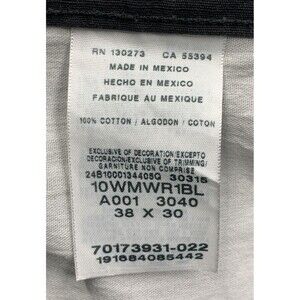 RN 130273 CA 55394
MADE IN MEXICO
HECHO EN MEXICO
FABRIQUE AU MEXIQUE
100% COTTON / ALGODON / COTON
EXCLUSIVE OF DECORATION/EXCEPTO
DECORACION/EXCLUSIVE OF TRIMMING/
GARNITURE NON COMPRISE
24B1000134405G 30315
10WMWR1BL
A001 3040
38 X 30
70173931-022
191684085442